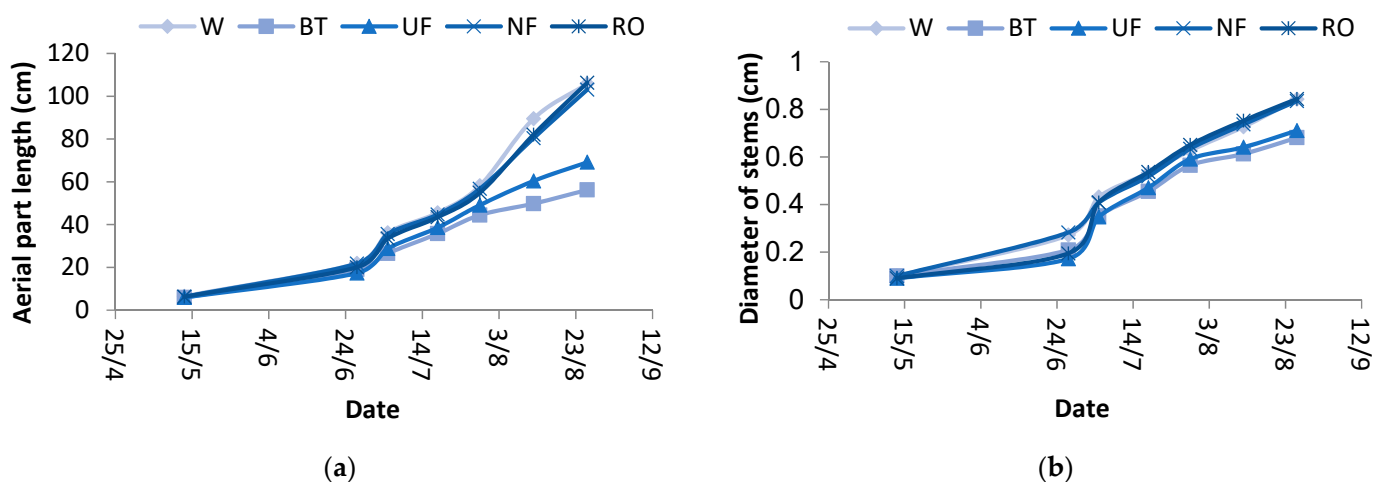 W BT UF NF RO
120
100
80
60
40
20
0
Aerial part length (cm)
25/4 15/5 4/6 24/6 14/7 3/8 23/8 12/9
Date
(a)
W BT UF NF RO
1
0.8
0.6
0.4
0.2
0
Diameter of stems (cm)
25/4 15/5 4/6 24/6 14/7 3/8 23/8 12/9
Date
(b)